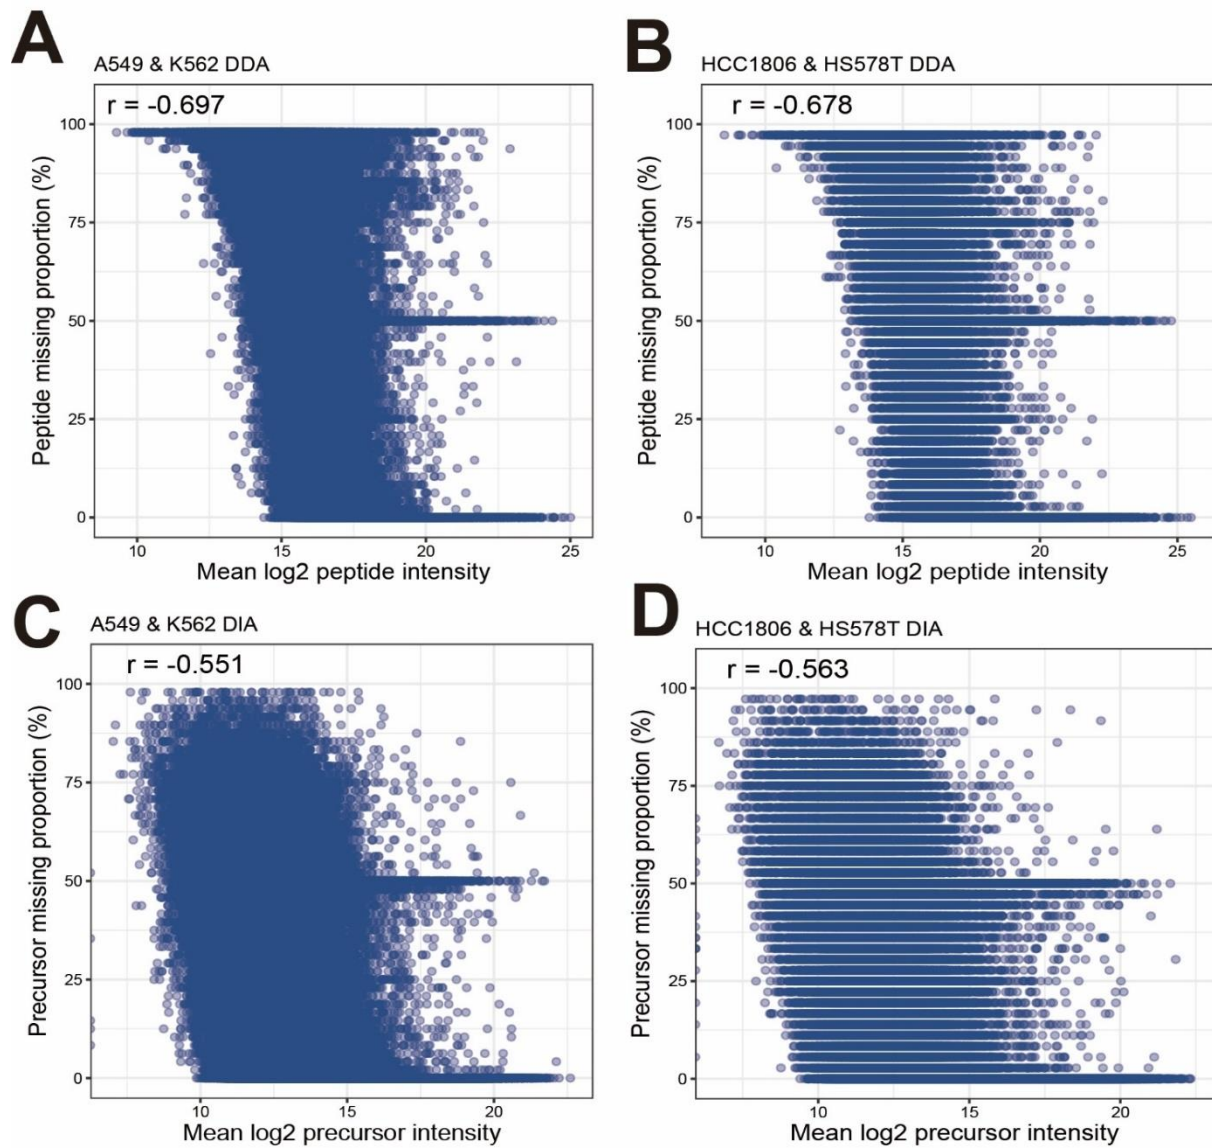 A
A549 & K562 DDA
r = -0.697
Peptide missing proportion (%)
100
75
50
25
0
10
15
20
25
Mean log2 peptide intensity
B
HCC1806 & HS578T DDA
r = -0.678
Peptide missing proportion (%)
100
75
50
25
0
10
15
20
25
Mean log2 peptide intensity
C
A549 & K562 DIA
r = -0.551
Precursor missing proportion (%)
100
75
50
25
0
10
15
20
Mean log2 precursor intensity
D
HCC1806 & HS578T DIA
r = -0.563
Precursor missing proportion (%)
100
75
50
25
0
10
15
20
Mean log2 precursor intensity